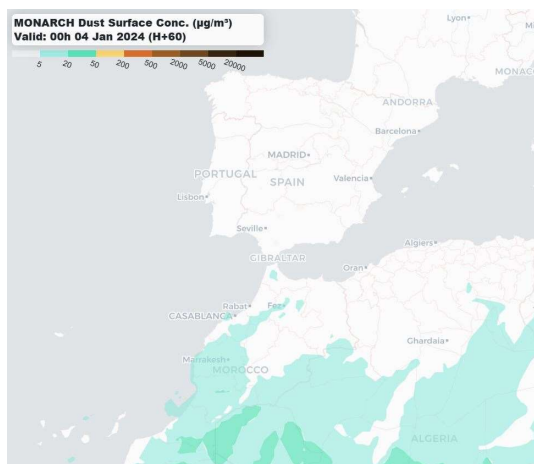 MONARCH Dust Surface Conc. (µg/m³)
Valid: 00h 04 Jan 2024 (H+60)
5 20 50 200 500 2000 5000 20000
Lyon
MONACO
ANDORRA
Barcelona
MADRID
PORTUGAL
SPAIN
Valencia
Lisbon
Seville
Algiers
GIBRALTAR
Oran
Rabat
Fez
CASABLANCA
Ghardaia
Marrakesh
MOROCCO
ALGERIA